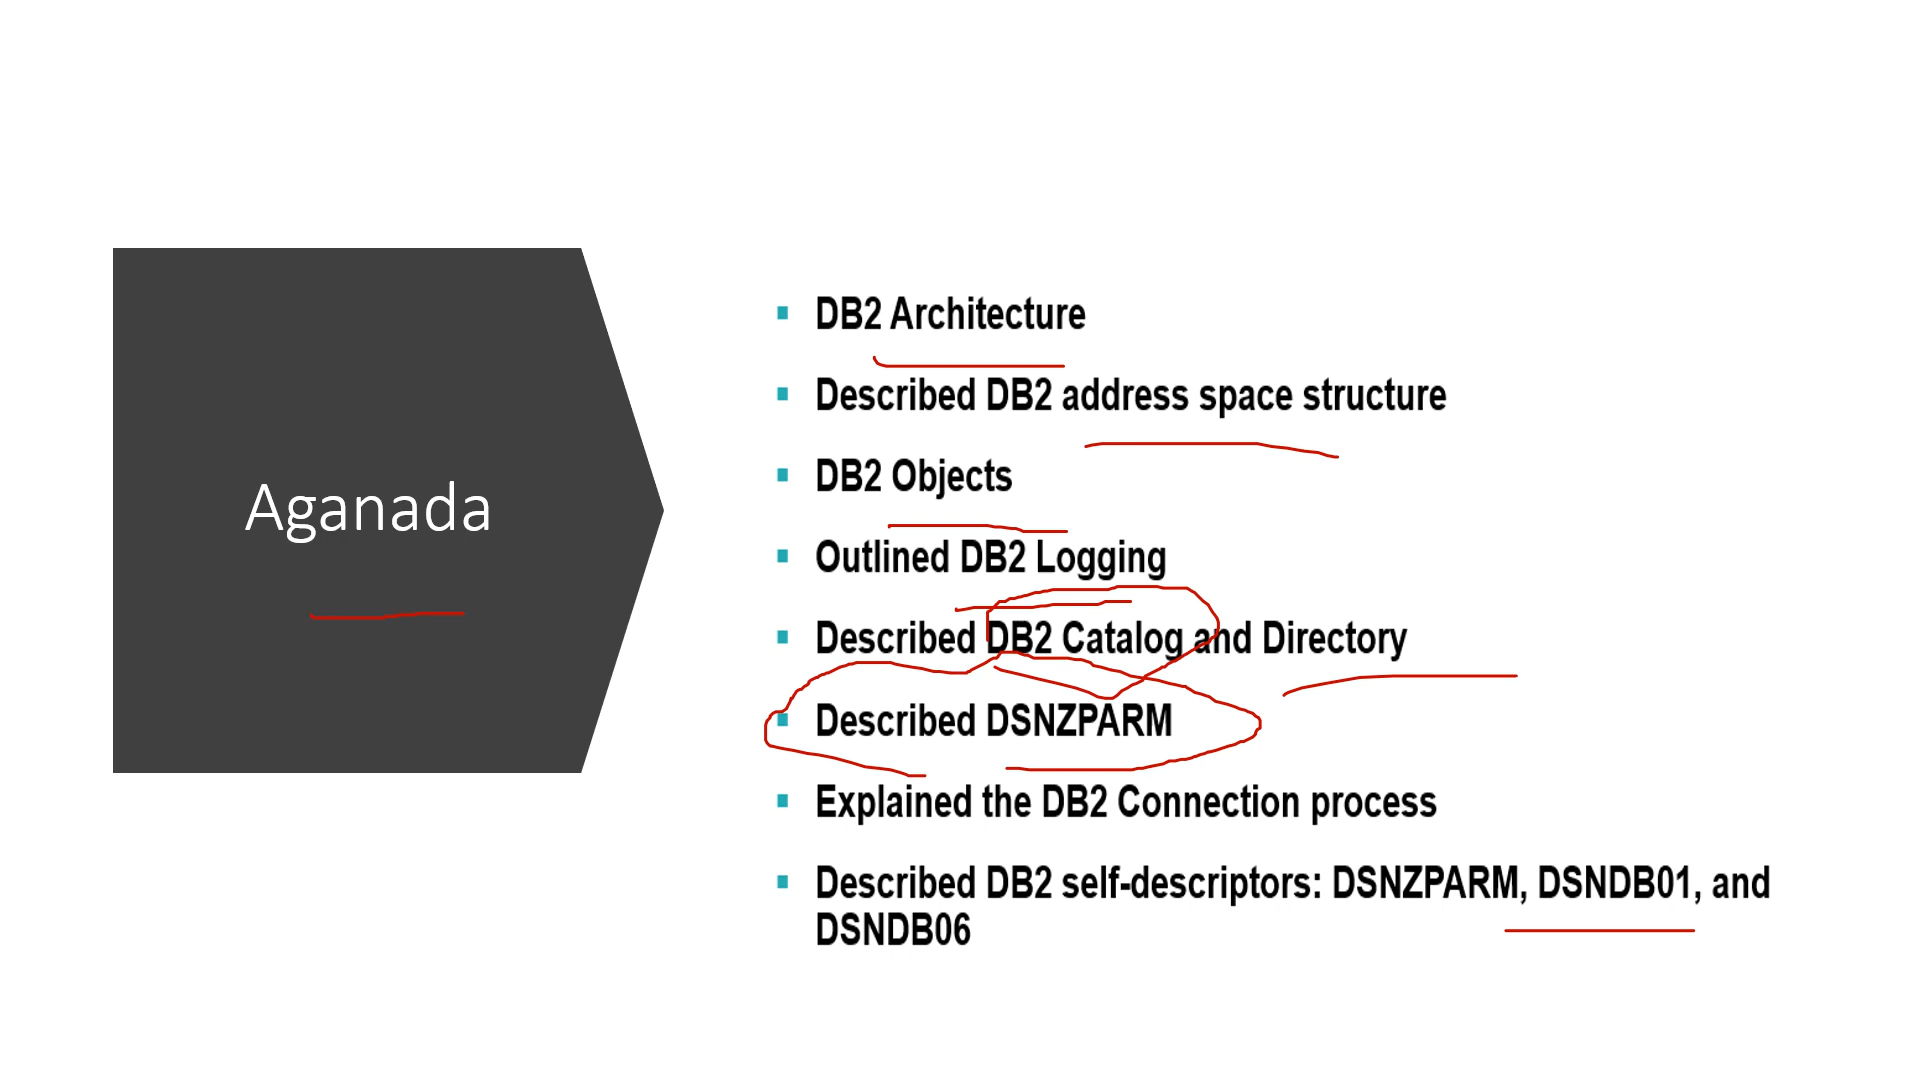 Aganada
DB2 Architecture
Described DB2 address space structure
DB2 Objects
Outlined DB2 Logging
Described DB2 Catalog and Directory
Described DSNZPARM
Explained the DB2 Connection process
Described DB2 self-descriptors: DSNZPARM, DSNDB01, and
DSNDB06